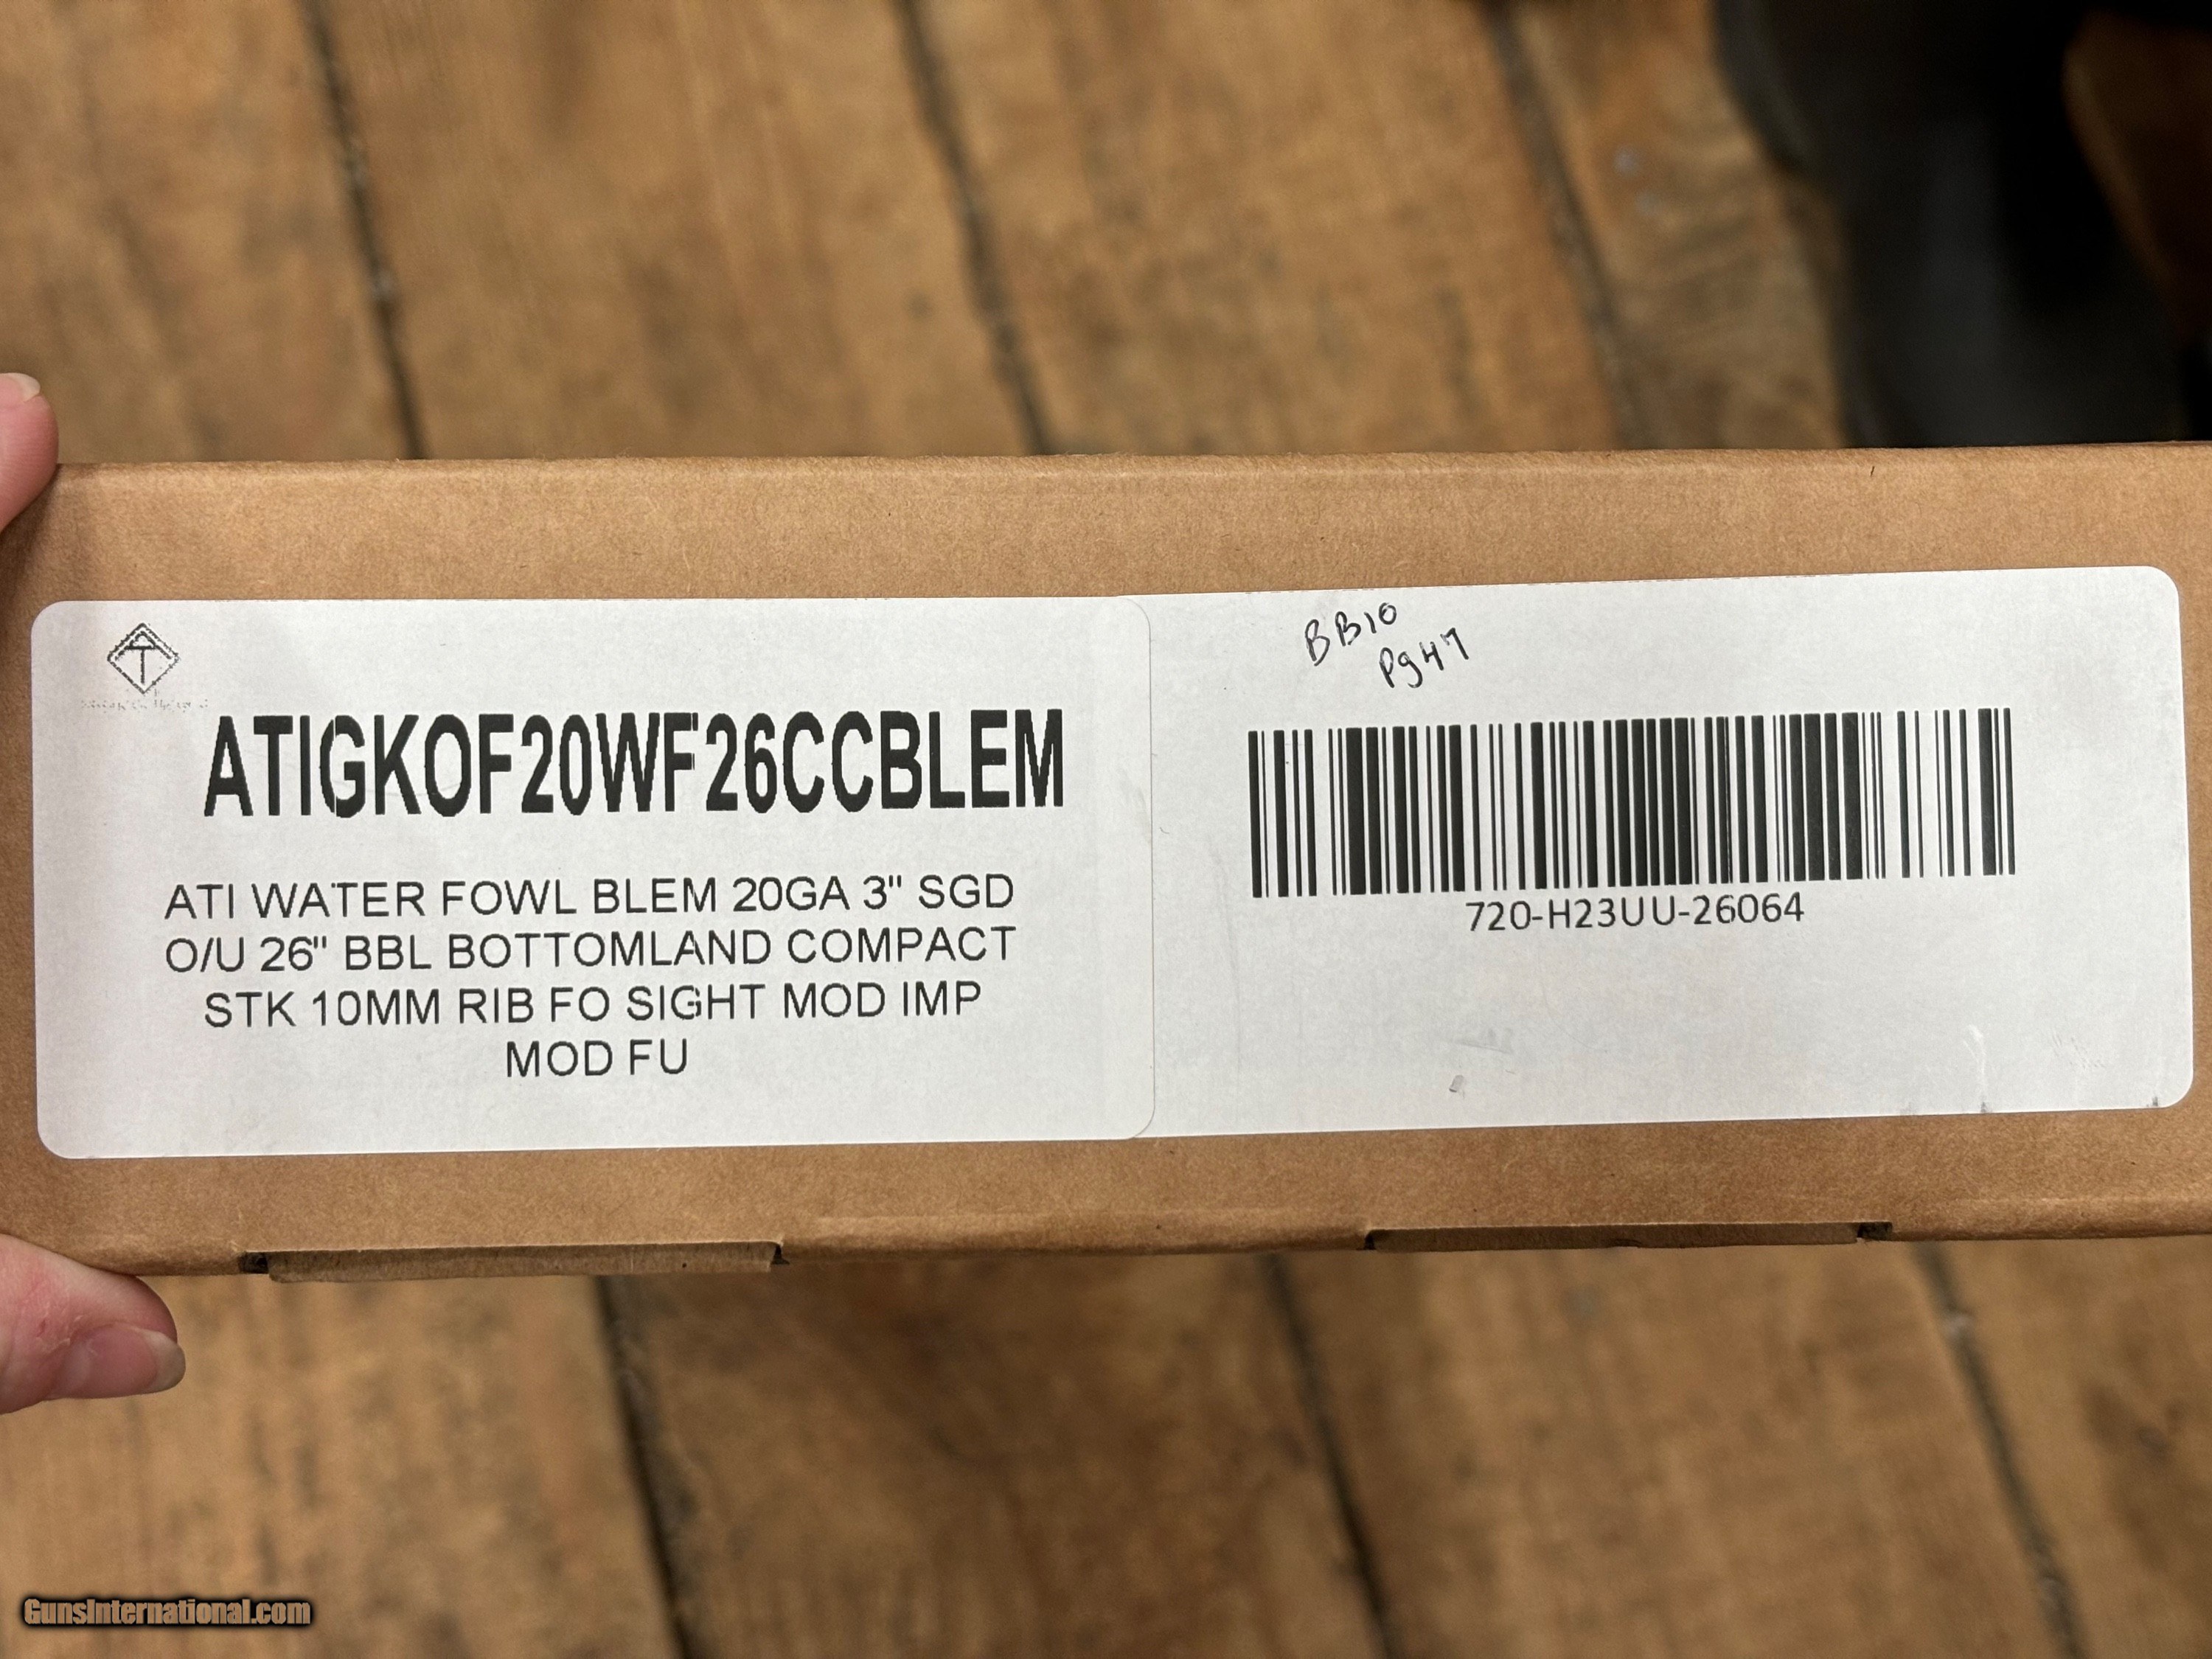 ATIGKOF20WF26CCBLEM
ATI WATER FOWL BLEM 20GA 3" SGD
O/U 26" BBL BOTTOMLAND COMPACT
STK 10MM RIB FO SIGHT MOD IMP
MOD FU
BB10
Pg47
720-H23UU-26064
GunsInternational.com